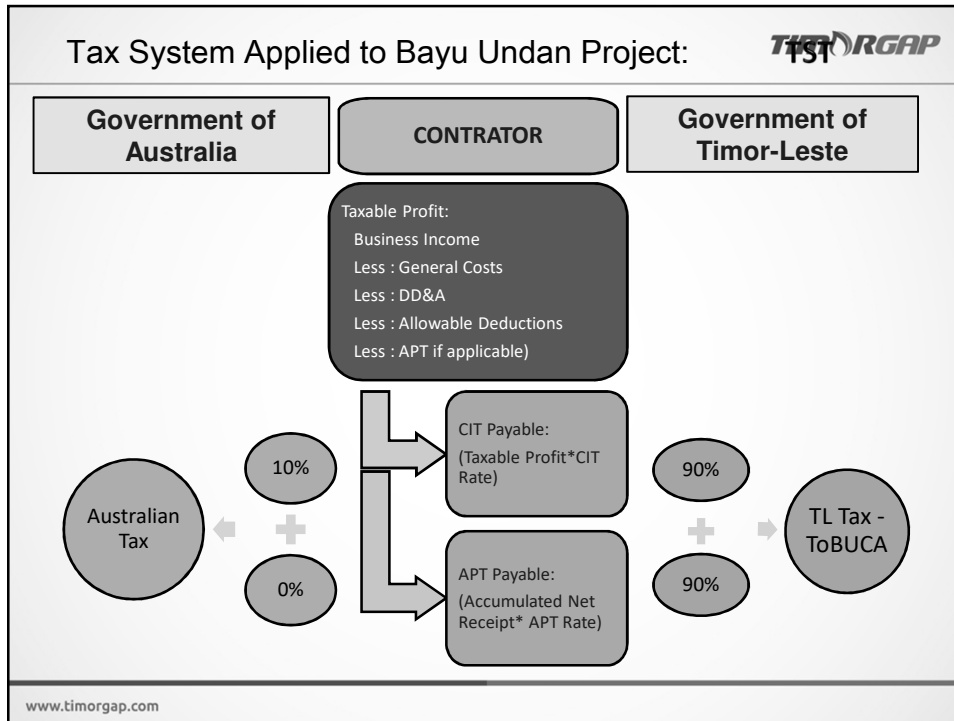 Tax System Applied to Bayu Undan Project:
TST
TIMORGAP
Government of
Australia
CONTRATOR
Government of
Timor-Leste
Taxable Profit:
Business Income
Less : General Costs
Less : DD&A
Less : Allowable Deductions
Less : APT if applicable)
CIT Payable:
(Taxable Profit*CIT
Rate)
10%
90%
Australian
Tax
TL Tax -
ToBUCA
0%
90%
APT Payable:
(Accumulated Net
Receipt* APT Rate)
www.timorgap.com